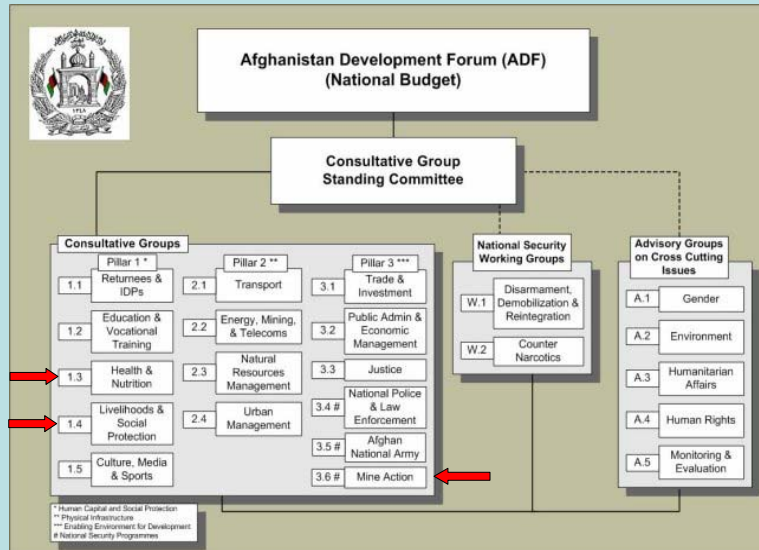 Afghanistan Development Forum (ADF)
(National Budget)
Consultative Group
Standing Committee
Consultative Groups
Pillar 1 *
1.1
Returnees &
IDPs
1.2
Education &
Vocational
Training
1.3
Health &
Nutrition
1.4
Livelihoods &
Social
Protection
1.5
Culture, Media
& Sports
Pillar 2 **
2.1
Transport
2.2
Energy, Mining,
& Telecoms
2.3
Natural
Resources
Management
2.4
Urban
Management
Pillar 3 ***
3.1
Trade &
Investment
3.2
Public Admin &
Economic
Management
3.3
Justice
3.4 #
National Police
& Law
Enforcement
3.5 #
Afghan
National Army
3.6 #
Mine Action
National Security
Working Groups
W.1
Disarmament,
Demobilization &
Reintegration
W.2
Counter
Narcotics
Advisory Groups
on Cross Cutting
Issues
A.1
Gender
A.2
Environment
A.3
Humanitarian
Affairs
A.4
Human Rights
A.5
Monitoring &
Evaluation
* Human Capital and Social Protection
** Physical Infrastructure
*** Enabling Environment for Development
# National Security Programmes